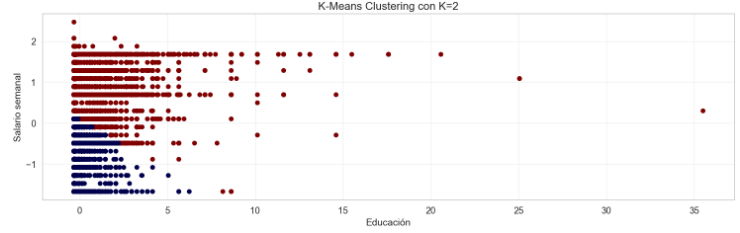 K-Means Clustering con K=2
Salario semanal
2
1
0
−1
0 5 10 15 20 25 30 35
Educación